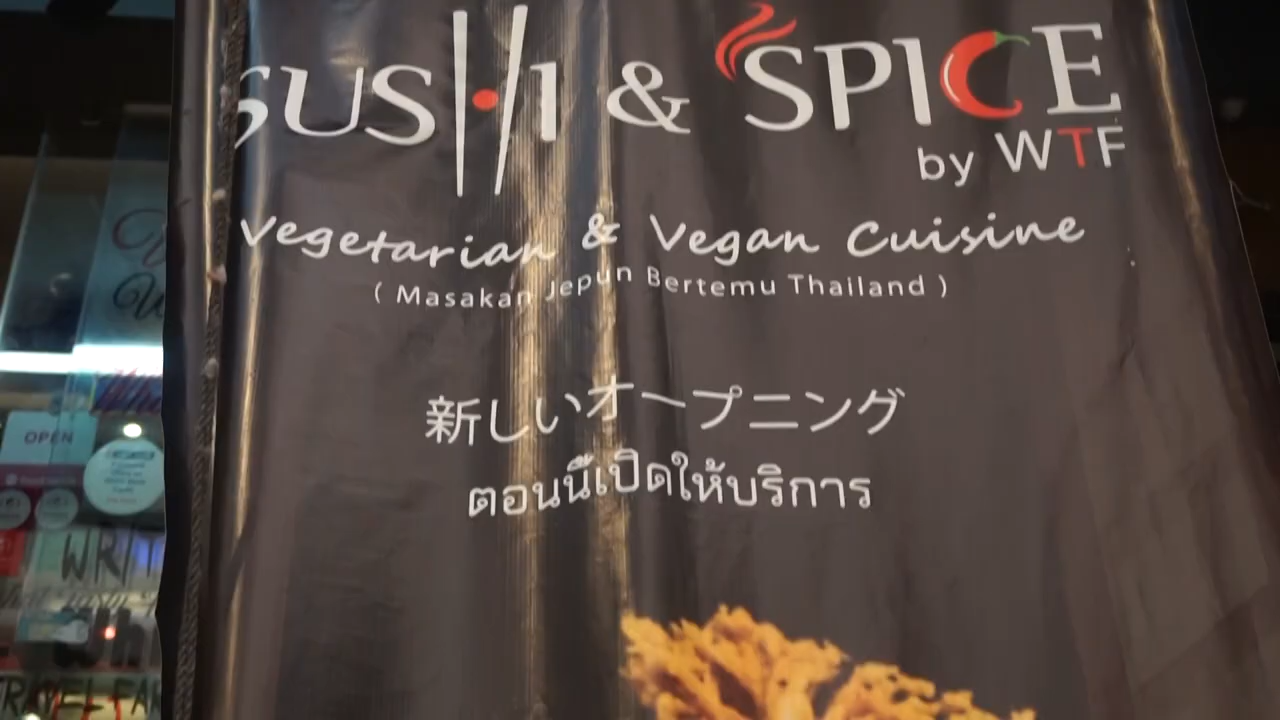 SUSHI & SPICE
by WTF
Vegetarian & Vegan Cuisine
( Masakan Jepun Bertemu Thailand )
新しいオープニング
ตอนนี้เปิดให้บริการ
OPEN